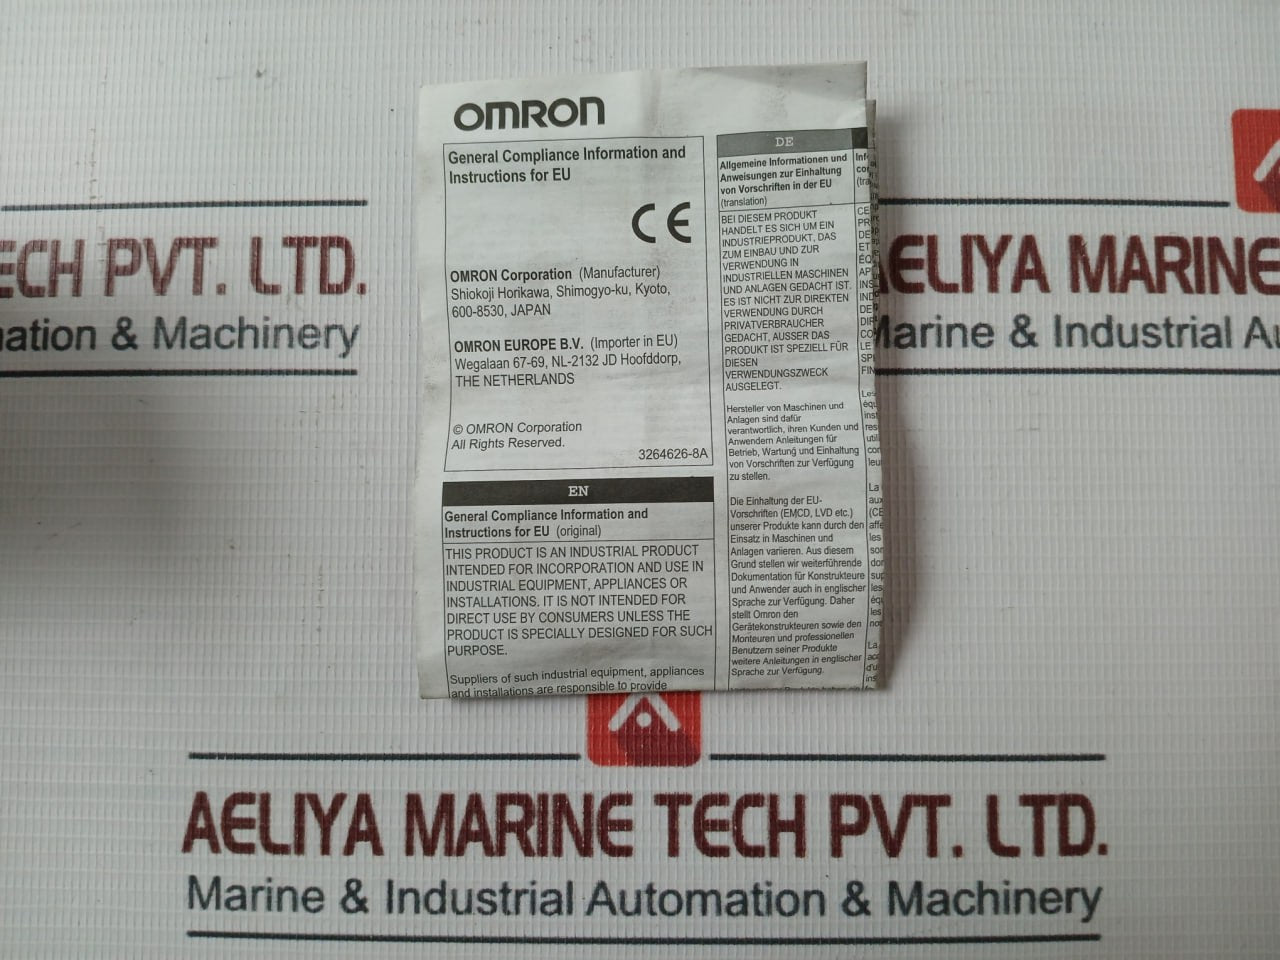 OMRON
General Compliance Information and
Instructions for EU
CE
OMRON Corporation (Manufacturer)
Shiokoji Horikawa, Shimogyo-ku, Kyoto,
600-8530, JAPAN
OMRON EUROPE B.V. (Importer in EU)
Wegalaan 67-69, NL-2132 JD Hoofddorp,
THE NETHERLANDS
© OMRON Corporation
All Rights Reserved.
3264626-8A
EN
General Compliance Information and
Instructions for EU (original)
THIS PRODUCT IS AN INDUSTRIAL PRODUCT
INTENDED FOR INCORPORATION AND USE IN
INDUSTRIAL EQUIPMENT, APPLIANCES OR
INSTALLATIONS. IT IS NOT INTENDED FOR
DIRECT USE BY CONSUMERS UNLESS THE
PRODUCT IS SPECIALLY DESIGNED FOR SUCH
PURPOSE.
Suppliers of such industrial equipment, appliances
and installations are responsible to provide
DE
Allgemeine Informationen und
Anweisungen zur Einhaltung
von Vorschriften in der EU
(translation)
BEI DIESEM PRODUKT
HANDELT ES SICH UM EIN
INDUSTRIEPRODUKT, DAS
ZUM EINBAU UND ZUR
VERWENDUNG IN
INDUSTRIELLEN MASCHINEN
UND ANLAGEN GEDACHT IST.
ES IST NICHT ZUR DIREKTEN
VERWENDUNG DURCH
PRIVATVERBRAUCHER
GEDACHT, AUSSER DAS
PRODUKT IST SPEZIELL FÜR
DIESEN
VERWENDUNGSZWECK
AUSGELEGT.
Hersteller von Maschinen und
Anlagen sind dafür
verantwortlich, ihren Kunden und
Anwendern Anleitungen für
Betrieb, Wartung und Einhaltung
von Vorschriften zur Verfügung
zu stellen.
Die Einhaltung der EU-
Vorschriften (EMCD, LVD etc.)
unserer Produkte kann durch den
Einsatz in Maschinen und
Anlagen variieren. Aus diesem
Grund stellen wir weiterführende
Dokumentation für Konstrukteure
und Anwender auch in englischer
Sprache zur Verfügung. Daher
stellt Omron den
Gerätekonstrukteuren sowie den
Monteuren und professionellen
Benutzern seiner Produkte
weitere Anleitungen in englischer
Sprache zur Verfügung.
ECH PVT. LTD.
mation & Machinery
AELIYA MARINE
Marine & Industrial Au
AELIYA MARINE TECH PVT. LTD.
Marine & Industrial Automation & Machinery